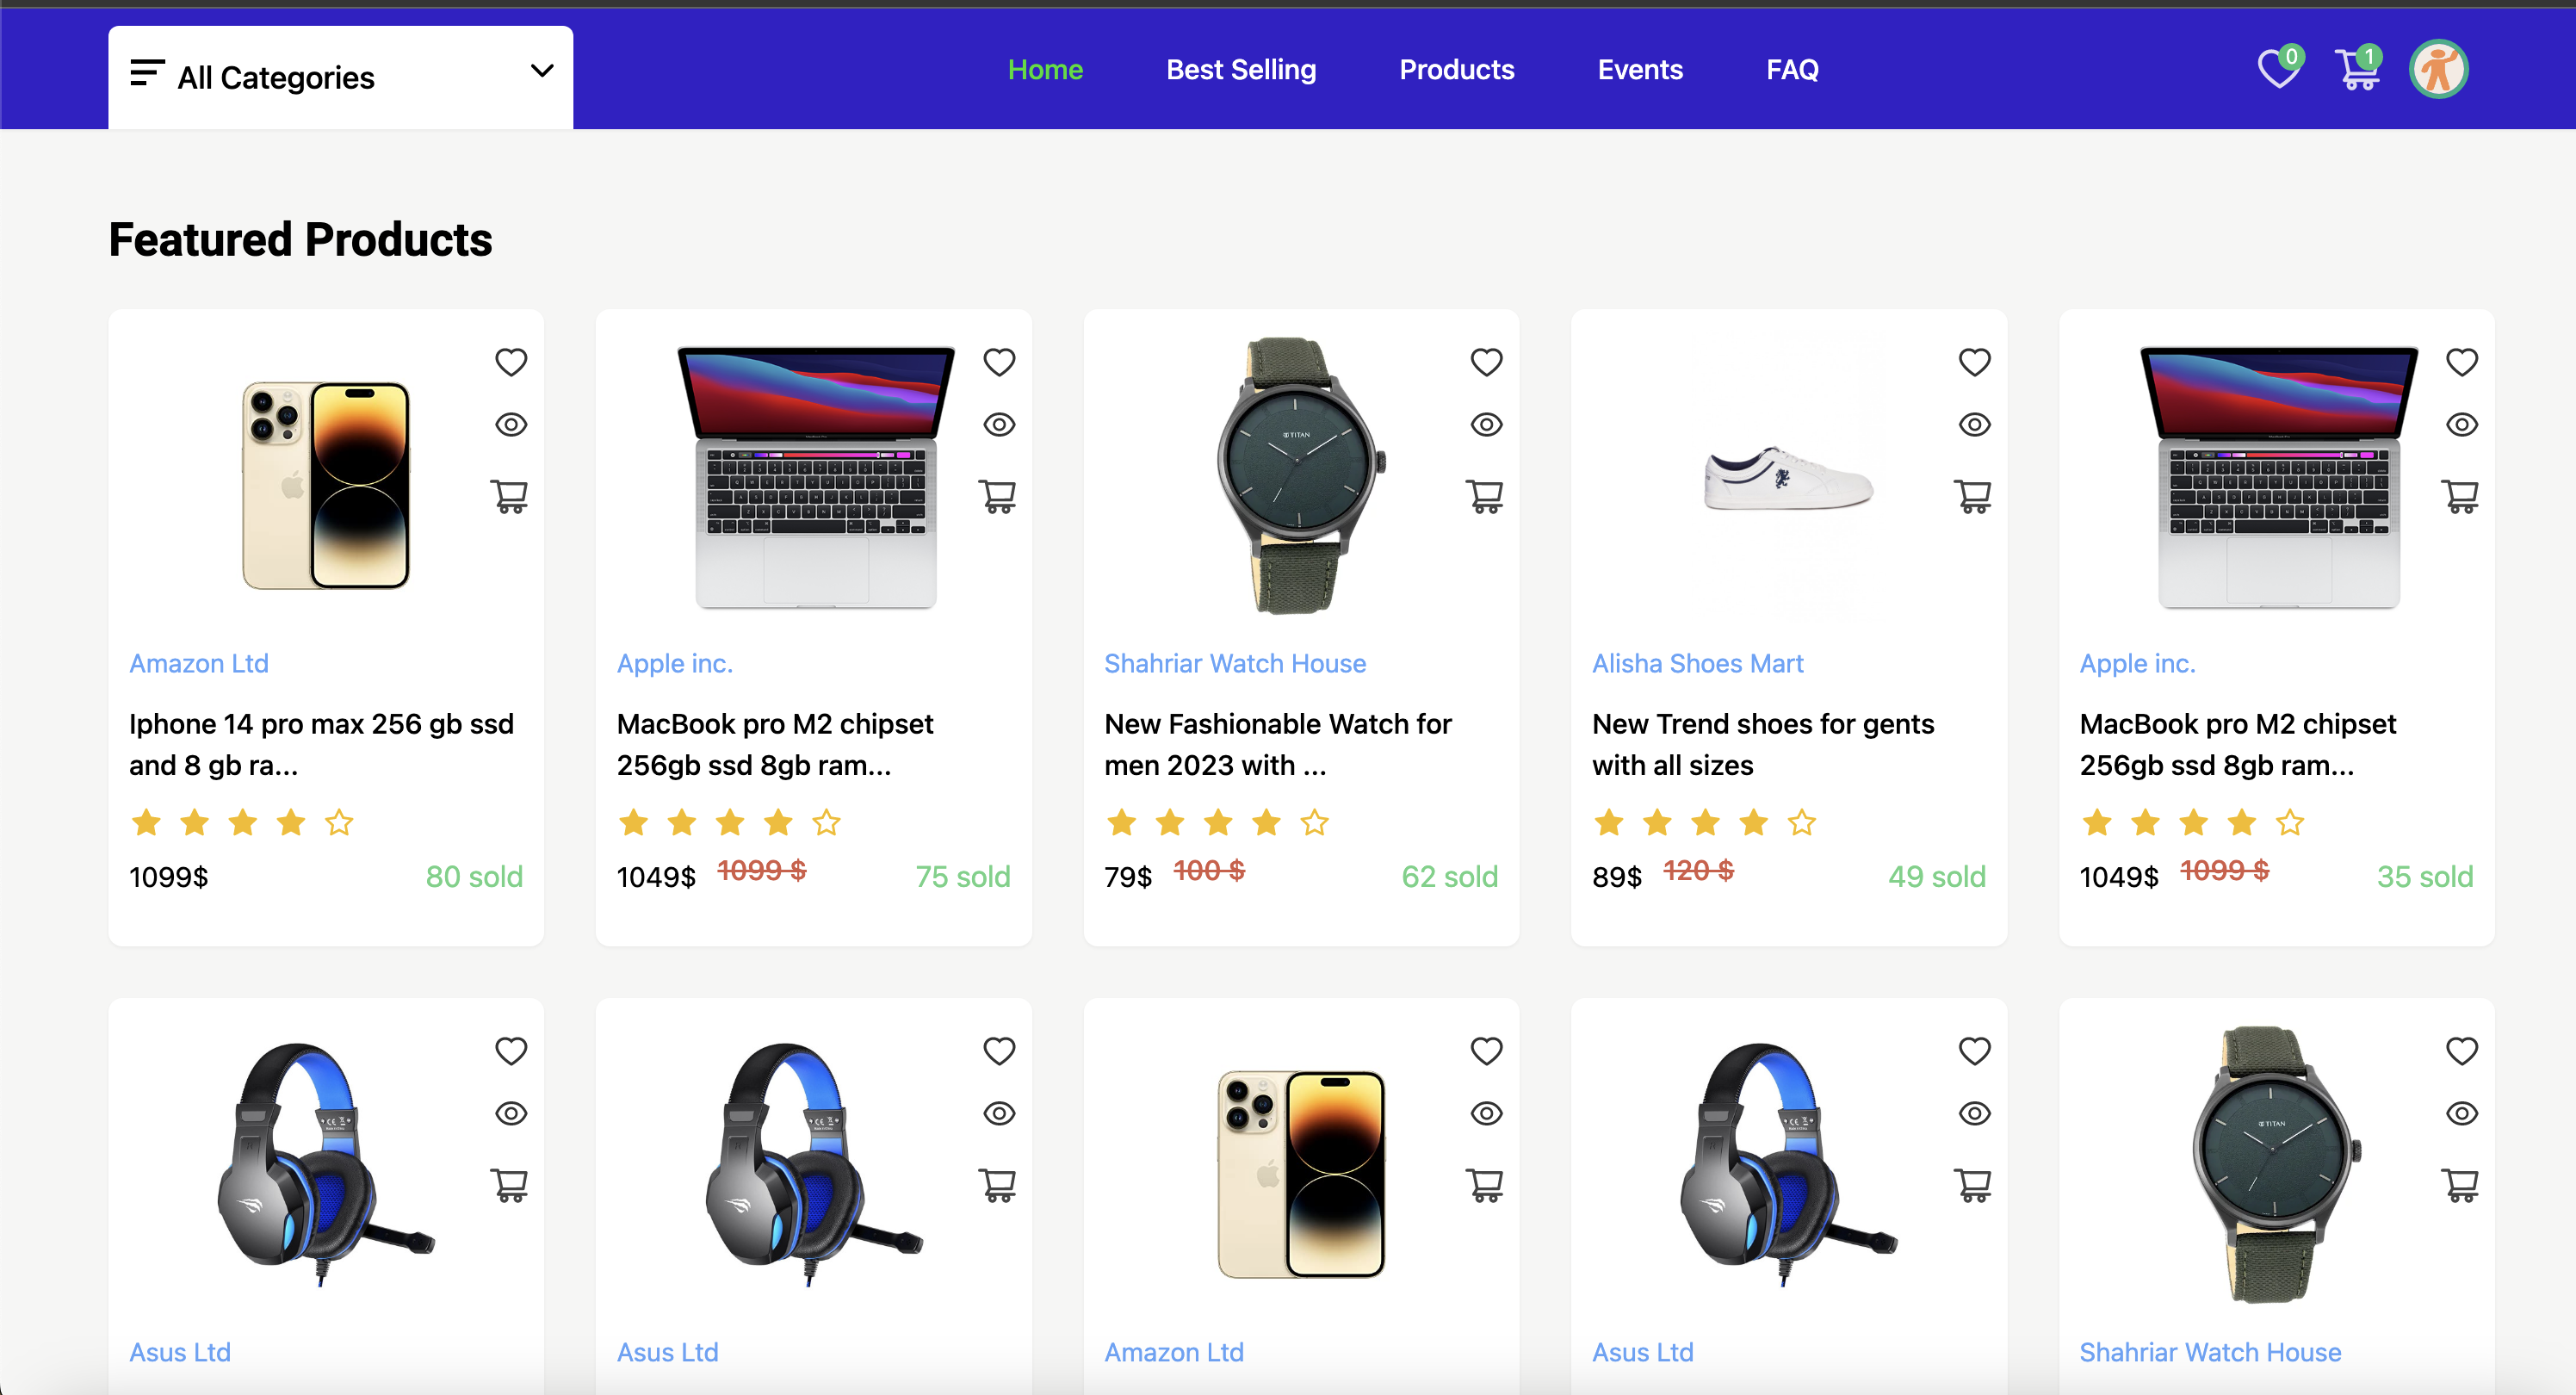 All Categories
Home
Best Selling
Products
Events
FAQ
0
1
Featured Products
TITAN
Amazon Ltd
Apple inc.
Shahriar Watch House
Alisha Shoes Mart
Apple inc.
Iphone 14 pro max 256 gb ssd
and 8 gb ra...
MacBook pro M2 chipset
256gb ssd 8gb ram...
New Fashionable Watch for
men 2023 with ...
New Trend shoes for gents
with all sizes
MacBook pro M2 chipset
256gb ssd 8gb ram...
1099$
80 sold
1049$ 1099 $
75 sold
79$ 100 $
62 sold
89$ 120 $
49 sold
1049$ 1099 $
35 sold
TITAN
Asus Ltd
Asus Ltd
Amazon Ltd
Asus Ltd
Shahriar Watch House